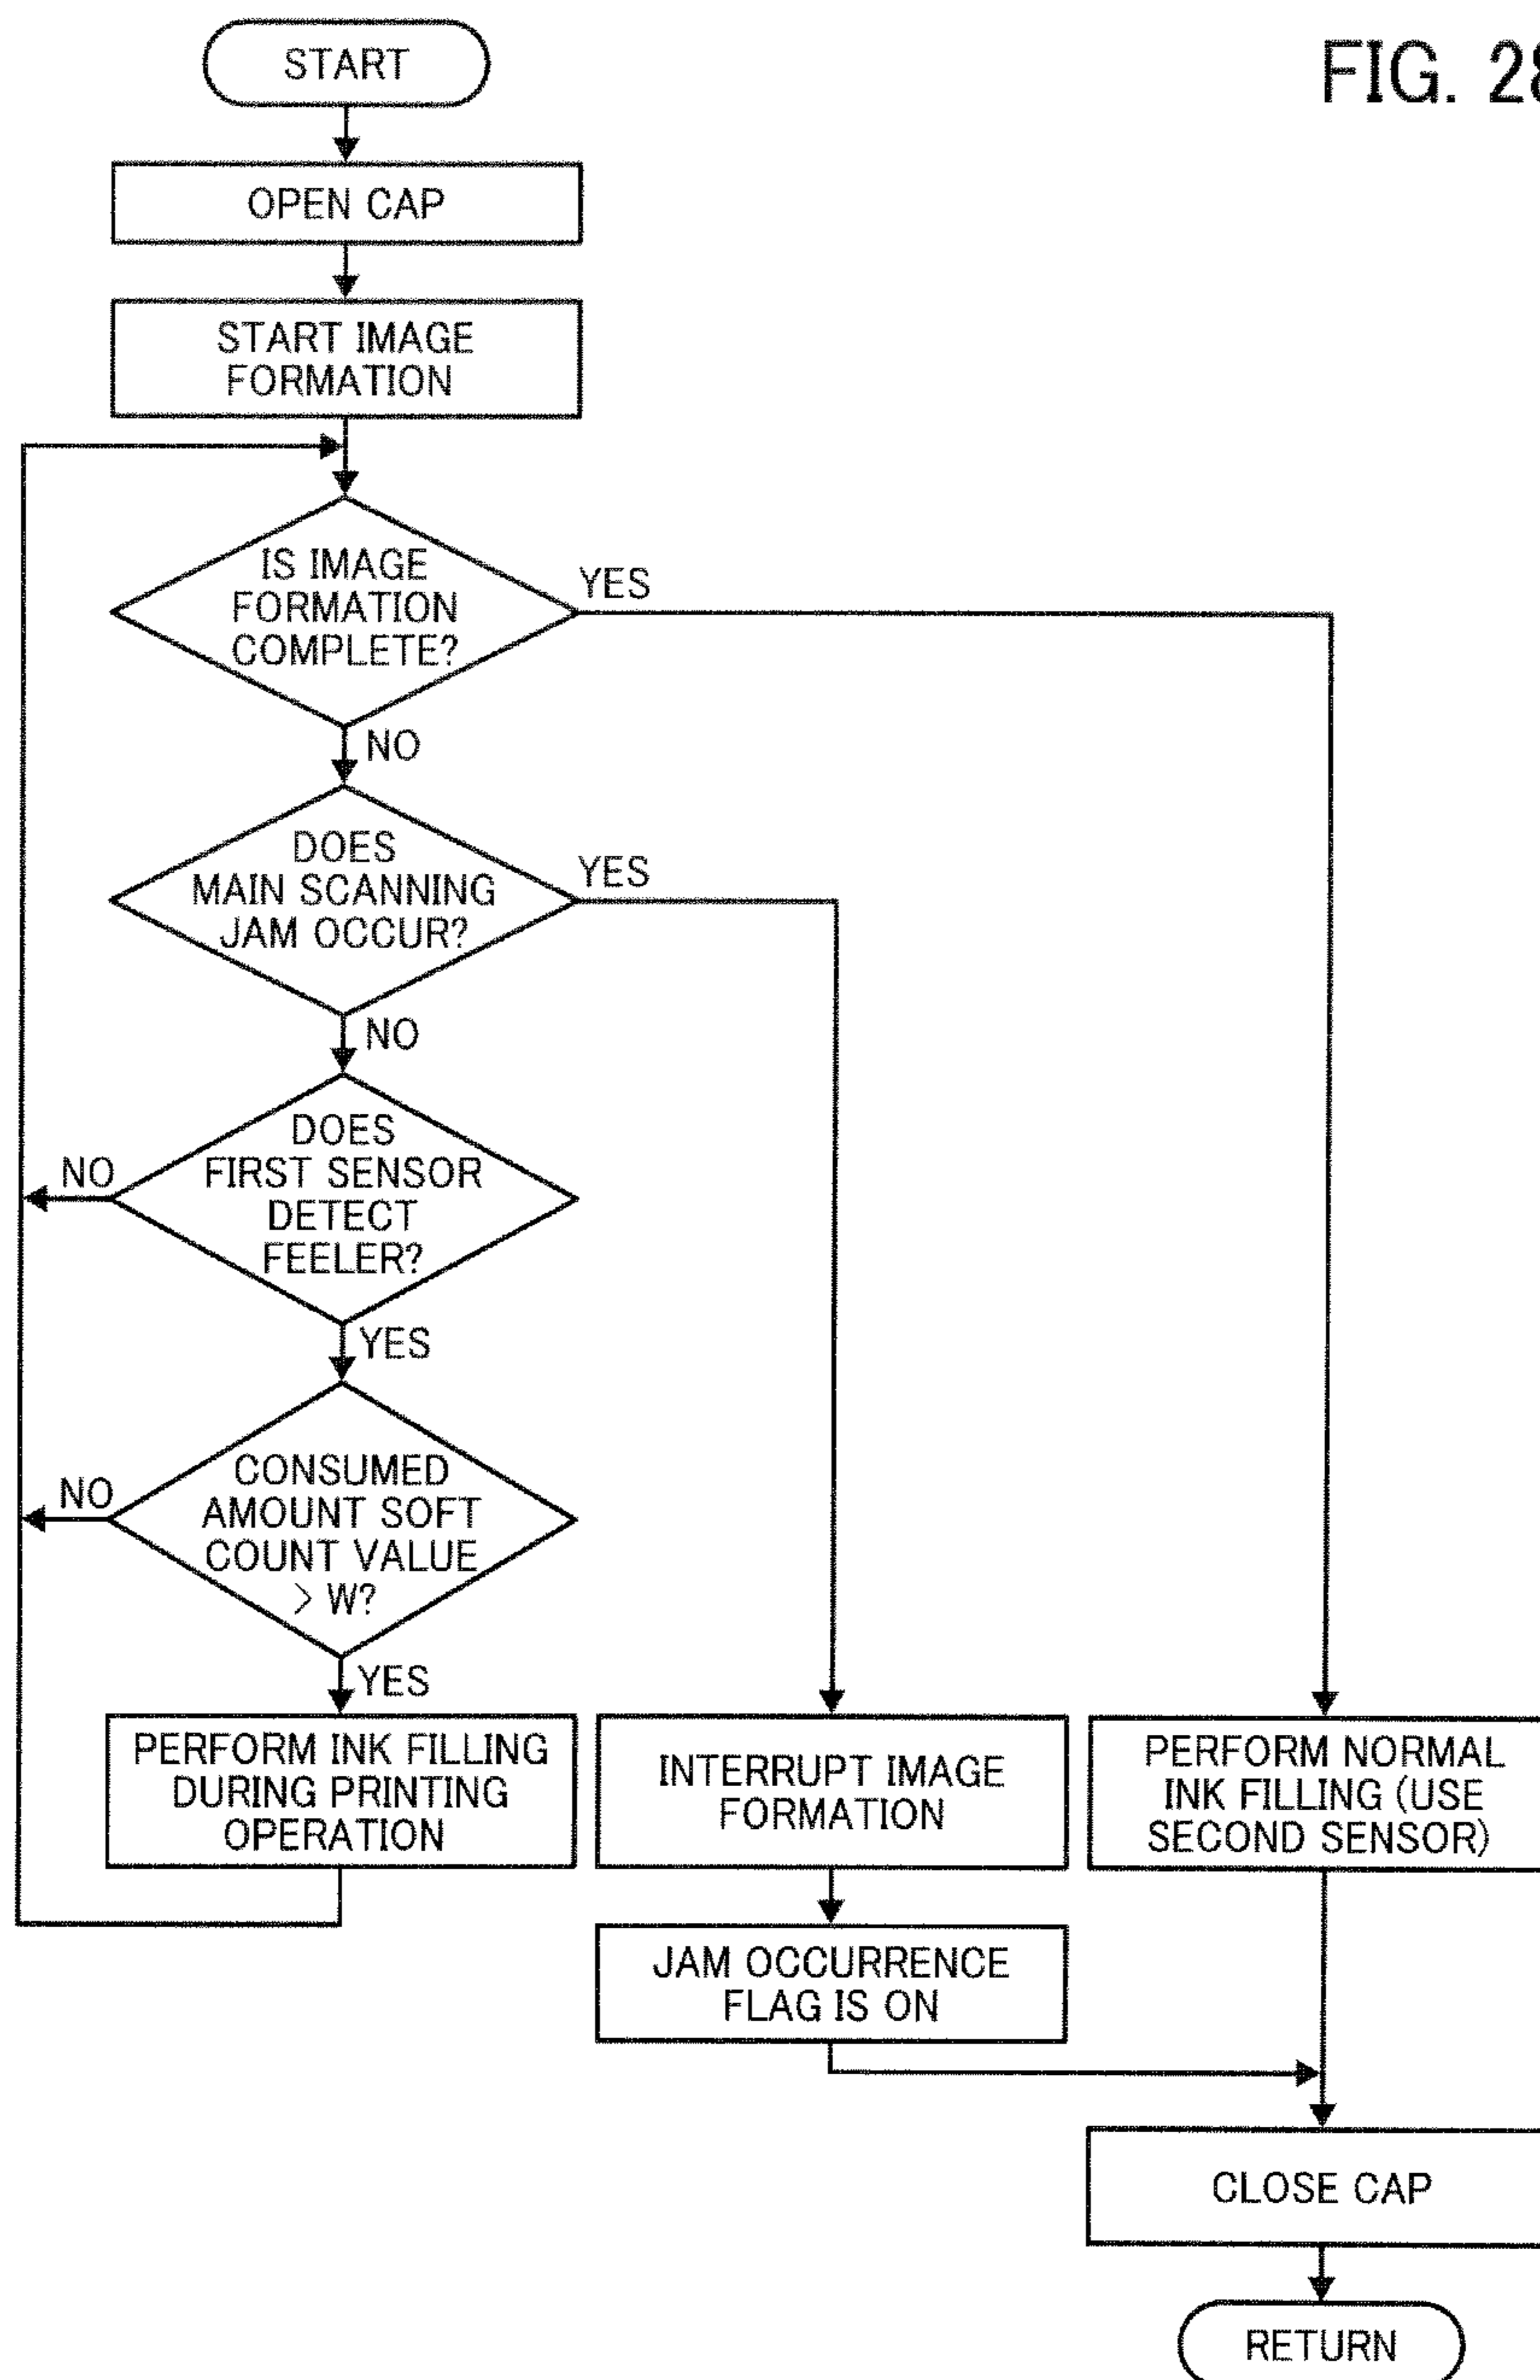 FIG. 28
START
OPEN CAP
START IMAGE
FORMATION
IS IMAGE
FORMATION
COMPLETE?
YES
NO
DOES
MAIN SCANNING
JAM OCCUR?
YES
NO
DOES
FIRST SENSOR
DETECT
FEELER?
NO
YES
CONSUMED
AMOUNT SOFT
COUNT VALUE
> W?
NO
YES
PERFORM INK FILLING
DURING PRINTING
OPERATION
INTERRUPT IMAGE
FORMATION
PERFORM NORMAL
INK FILLING (USE
SECOND SENSOR)
JAM OCCURRENCE
FLAG IS ON
CLOSE CAP
RETURN